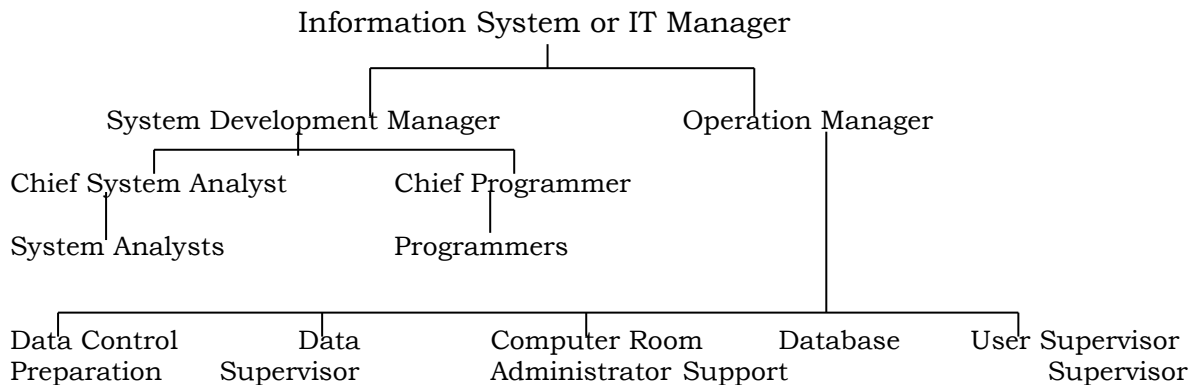 Information System or IT Manager
System Development Manager Operation Manager
Chief System Analyst Chief Programmer
System Analysts Programmers
Data Control Data Computer Room Database User Supervisor
Preparation Supervisor Administrator Support Supervisor